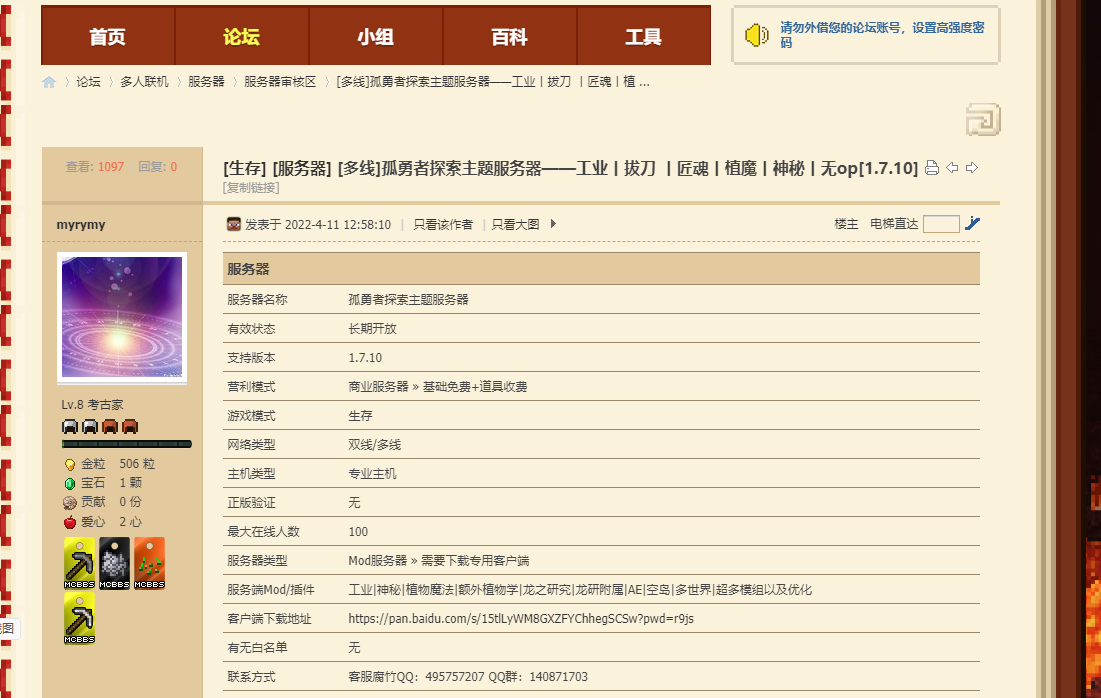 首页 论坛 小组 百科 工具
请勿外借您的论坛账号，设置高强度密
码
论坛 › 多人联机 › 服务器 › 服务器审核区 › [多线]孤勇者探索主题服务器——工业丨拔刀 丨匠魂丨植 ...
查看: 1097 回复: 0
[生存] [服务器] [多线]孤勇者探索主题服务器——工业丨拔刀 丨匠魂丨植魔丨神秘丨无op[1.7.10]
[复制链接]
myrymy
发表于 2022-4-11 12:58:10 | 只看该作者 | 只看大图
楼主 电梯直达
服务器
服务器名称 孤勇者探索主题服务器
有效状态 长期开放
支持版本 1.7.10
营利模式 商业服务器 » 基础免费+道具收费
游戏模式 生存
网络类型 双线/多线
主机类型 专业主机
正版验证 无
最大在线人数 100
服务器类型 Mod服务器 » 需要下载专用客户端
服务端Mod/插件 工业|神秘|植物魔法|额外植物学|龙之研究|龙研附属|AE|空岛|多世界|超多模组以及优化
客户端下载地址 https://pan.baidu.com/s/15tlLyWM8GXZFYChhegSCSw?pwd=r9js
有无白名单 无
联系方式 客服腐竹QQ：495757207 QQ群：140871703
Lv.8 考古家
金粒 506 粒
宝石 1 颗
贡献 0 份
爱心 2 心
MCBBS MCBBS MCBBS
MCBBS
图